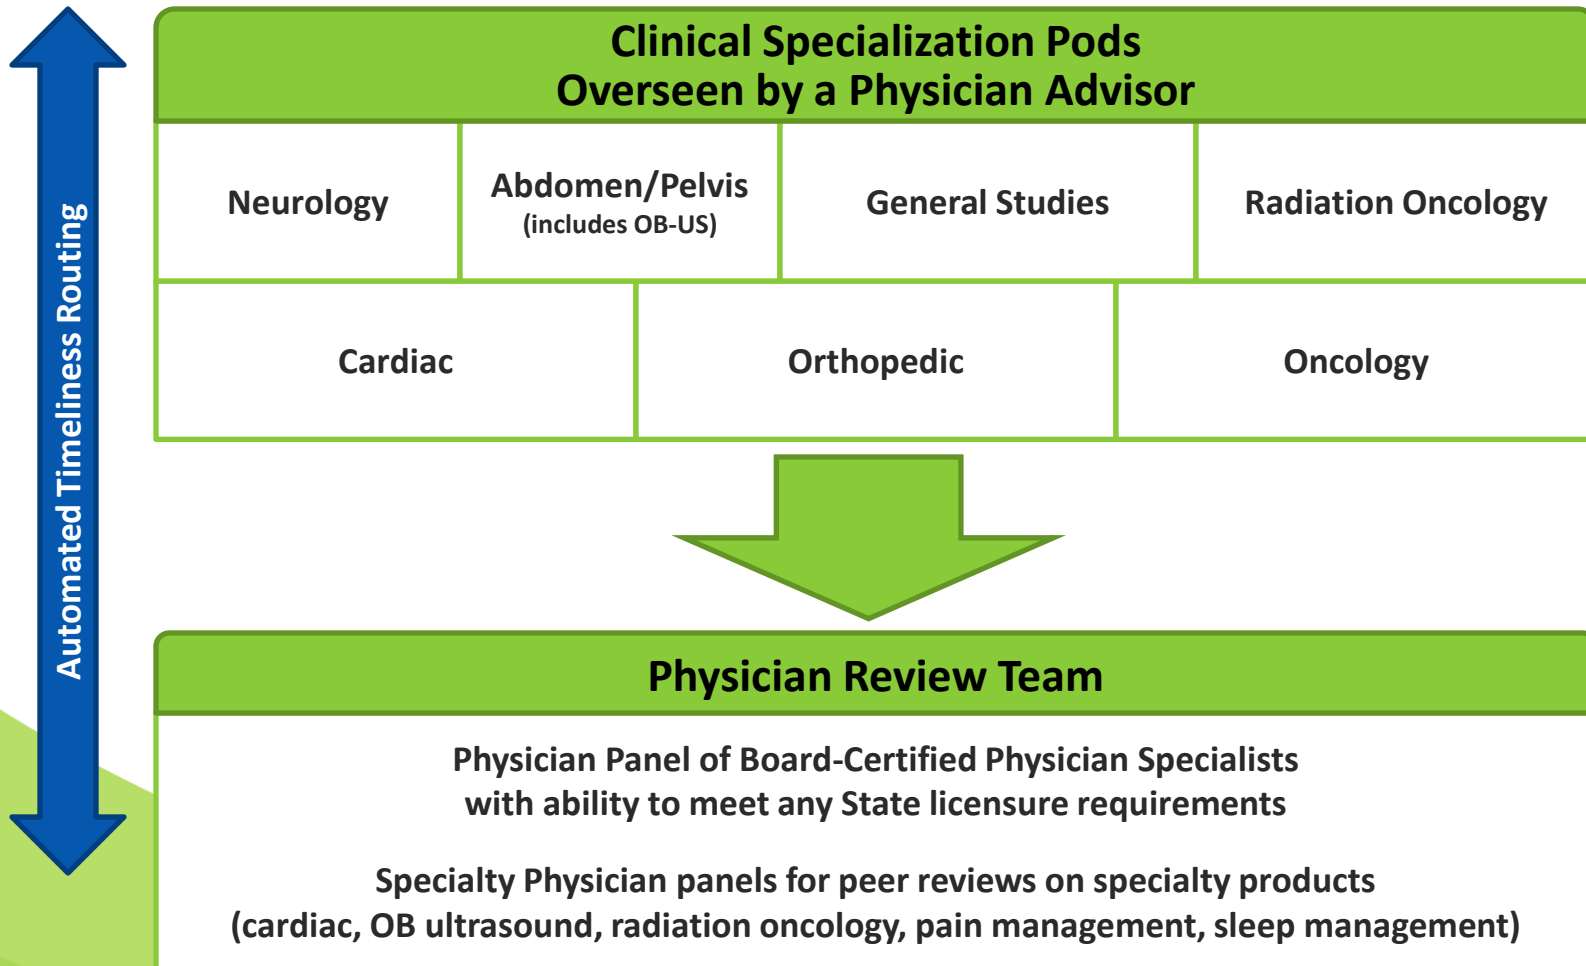 Clinical Specialization Pods
Overseen by a Physician Advisor
Neurology
Abdomen/Pelvis
(includes OB-US)
General Studies
Radiation Oncology
Cardiac
Orthopedic
Oncology
Automated Timeliness Routing
Physician Review Team
Physician Panel of Board-Certified Physician Specialists
with ability to meet any State licensure requirements
Specialty Physician panels for peer reviews on specialty products
(cardiac, OB ultrasound, radiation oncology, pain management, sleep management)